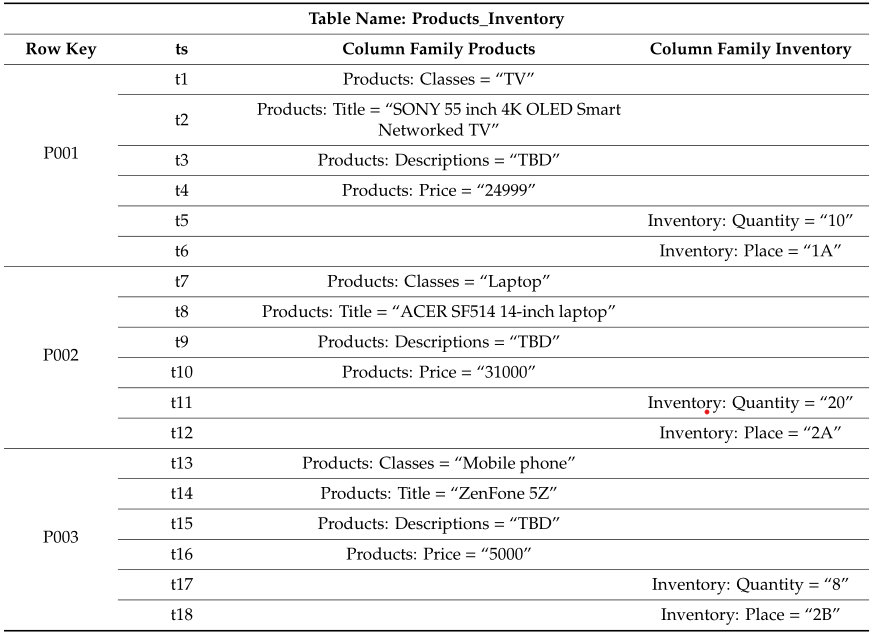 Table Name: Products_Inventory
Row Key ts Column Family Products Column Family Inventory
t1 Products: Classes = “TV”
t2 Products: Title = “SONY 55 inch 4K OLED Smart
Networked TV”
P001
t3 Products: Descriptions = “TBD”
t4 Products: Price = “24999”
t5 Inventory: Quantity = “10”
t6 Inventory: Place = “1A”
t7 Products: Classes = “Laptop”
t8 Products: Title = “ACER SF514 14-inch laptop”
t9 Products: Descriptions = “TBD”
P002
t10 Products: Price = “31000”
t11 Inventory: Quantity = “20”
t12 Inventory: Place = “2A”
t13 Products: Classes = “Mobile phone”
t14 Products: Title = “ZenFone 5Z”
t15 Products: Descriptions = “TBD”
P003
t16 Products: Price = “5000”
t17 Inventory: Quantity = “8”
t18 Inventory: Place = “2B”